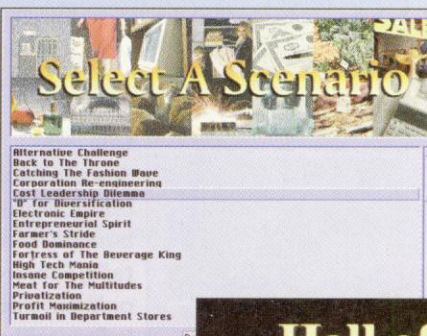 SALE
Select A Scenario
Alternative Challenge
Back to The Throne
Catching The Fashion Wave
Corporation Re-engineering
Cost Leadership Dilemma
"D" for Diversification
Electronic Empire
Entrepreneurial Spirit
Farmer's Stride
Food Dominance
Fortress of The Beverage King
High Tech Mania
Insane Competition
Meat for The Multitudes
Privatization
Profit Maximization
Turmoil in Department Stores